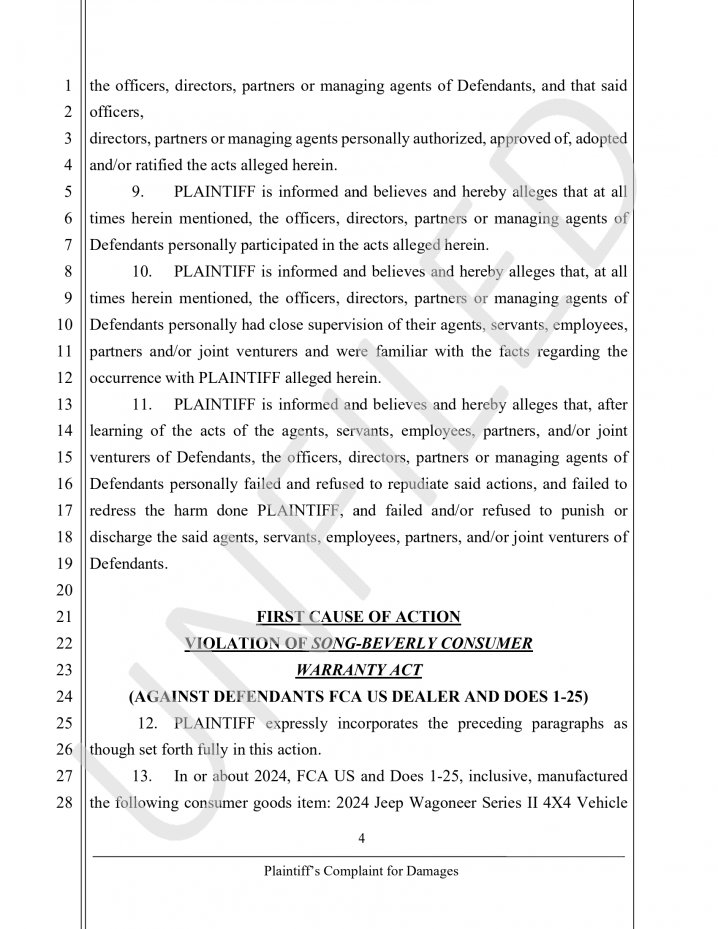 1 the officers, directors, partners or managing agents of Defendants, and that said
2 officers,
3 directors, partners or managing agents personally authorized, approved of, adopted
4 and/or ratified the acts alleged herein.
5 9. PLAINTIFF is informed and believes and hereby alleges that at all
6 times herein mentioned, the officers, directors, partners or managing agents of
7 Defendants personally participated in the acts alleged herein.
8 10. PLAINTIFF is informed and believes and hereby alleges that, at all
9 times herein mentioned, the officers, directors, partners or managing agents of
10 Defendants personally had close supervision of their agents, servants, employees,
11 partners and/or joint venturers and were familiar with the facts regarding the
12 occurrence with PLAINTIFF alleged herein.
13 11. PLAINTIFF is informed and believes and hereby alleges that, after
14 learning of the acts of the agents, servants, employees, partners, and/or joint
15 venturers of Defendants, the officers, directors, partners or managing agents of
16 Defendants personally failed and refused to repudiate said actions, and failed to
17 redress the harm done PLAINTIFF, and failed and/or refused to punish or
18 discharge the said agents, servants, employees, partners, and/or joint venturers of
19 Defendants.
20
21 FIRST CAUSE OF ACTION
22 VIOLATION OF SONG-BEVERLY CONSUMER
23 WARRANTY ACT
24 (AGAINST DEFENDANTS FCA US DEALER AND DOES 1-25)
25 12. PLAINTIFF expressly incorporates the preceding paragraphs as
26 though set forth fully in this action.
27 13. In or about 2024, FCA US and Does 1-25, inclusive, manufactured
28 the following consumer goods item: 2024 Jeep Wagoneer Series II 4X4 Vehicle
4
Plaintiff's Complaint for Damages
UNFILED